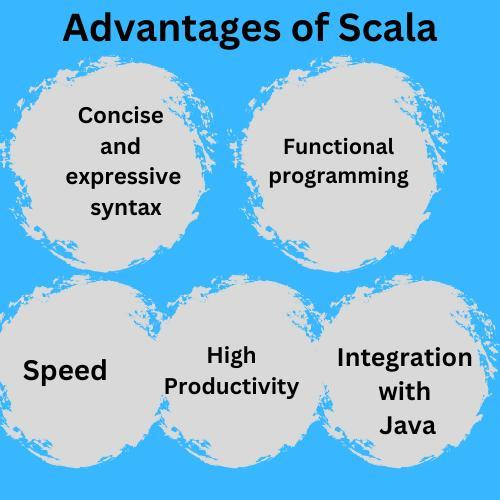 Advantages of Scala
Concise
and
expressive
syntax
Functional
programming
Speed
High
Productivity
Integration
with
Java